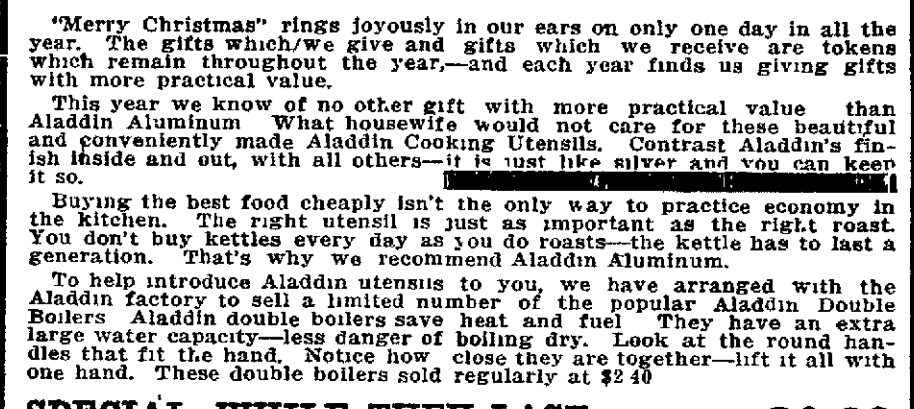 "Merry Christmas" rings joyously in our ears on only one day in all the
year. The gifts which/we give and gifts which we receive are tokens
which remain throughout the year,—and each year finds us giving gifts
with more practical value.
This year we know of no other gift with more practical value than
Aladdin Aluminum What housewife would not care for these beautiful
and conveniently made Aladdin Cooking Utensils. Contrast Aladdin's fin-
ish inside and out, with all others—it is just like silver and you can keep
it so.
Buying the best food cheaply isn't the only way to practice economy in
the kitchen. The right utensil is just as important as the right roast.
You don't buy kettles every day as you do roasts—the kettle has to last a
generation. That's why we recommend Aladdin Aluminum.
To help introduce Aladdin utensils to you, we have arranged with the
Aladdin factory to sell a limited number of the popular Aladdin Double
Boilers Aladdin double boilers save heat and fuel They have an extra
large water capacity—less danger of boiling dry. Look at the round han-
dles that fit the hand. Notice how close they are together—lift it all with
one hand. These double boilers sold regularly at $2 40
SPECIAL WHILE THEY LAST